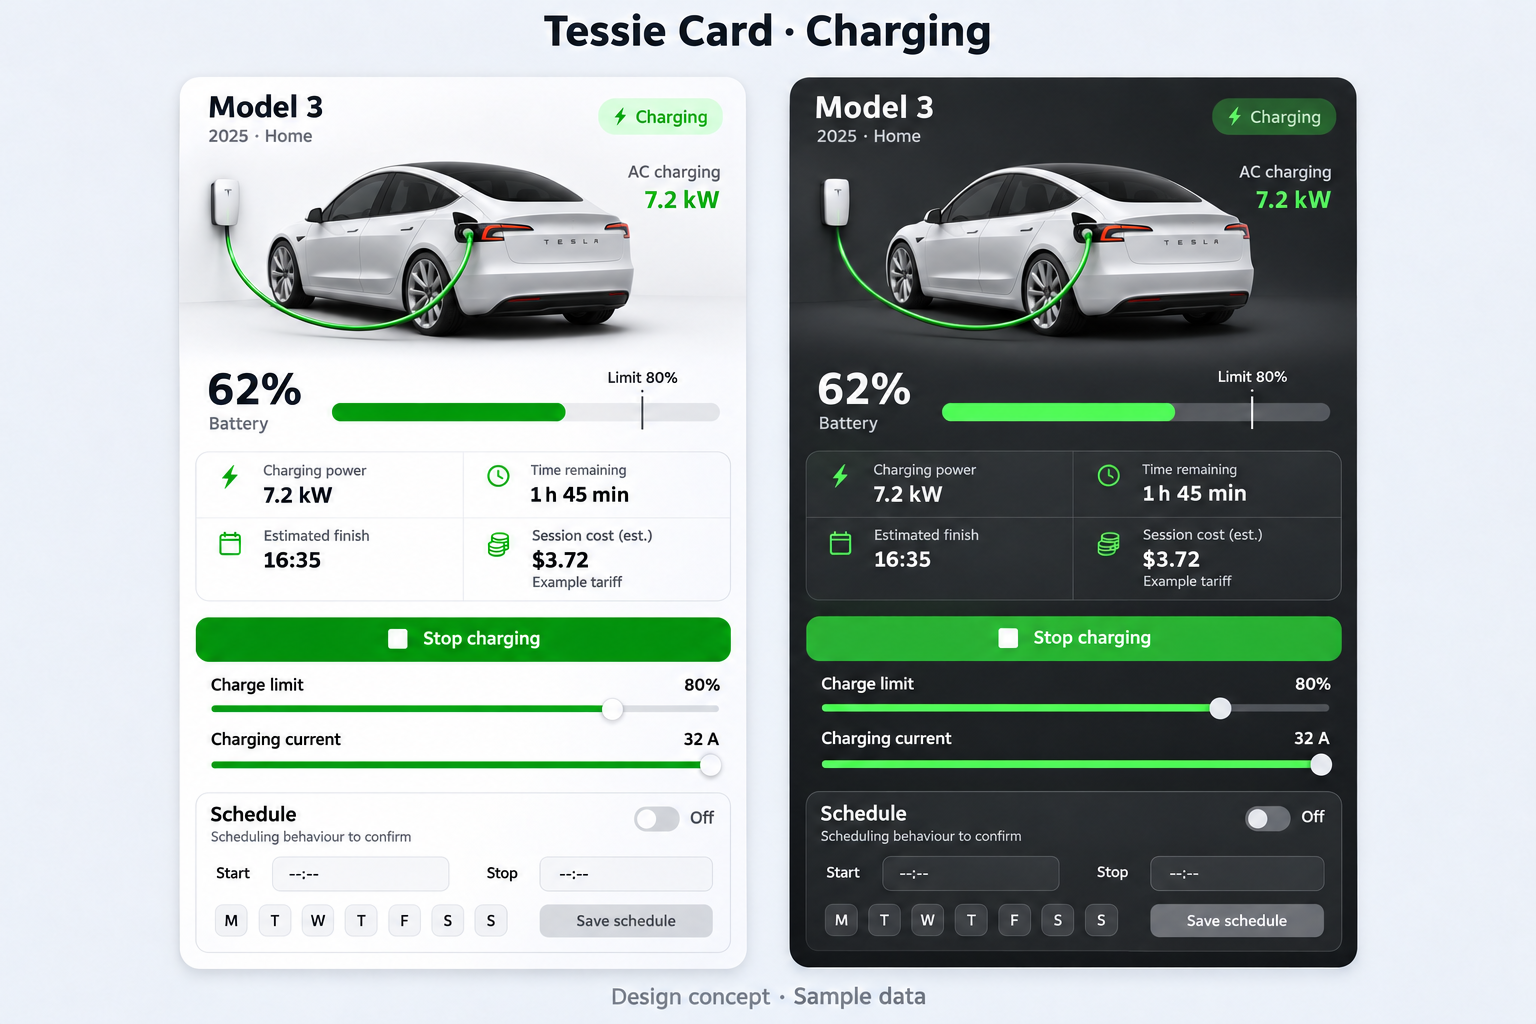 Tessie Card · Charging
Model 3
2025 · Home
Charging
AC charging
7.2 kW
T
TESLA
62%
Battery
Limit 80%
Charging power
7.2 kW
Time remaining
1 h 45 min
Estimated finish
16:35
Session cost (est.)
$3.72
Example tariff
Stop charging
Charge limit
80%
Charging current
32 A
Schedule
Scheduling behaviour to confirm
Off
Start
--:--
Stop
--:--
M T W T F S S
Save schedule
Model 3
2025 · Home
Charging
AC charging
7.2 kW
T
TESLA
62%
Battery
Limit 80%
Charging power
7.2 kW
Time remaining
1 h 45 min
Estimated finish
16:35
Session cost (est.)
$3.72
Example tariff
Stop charging
Charge limit
80%
Charging current
32 A
Schedule
Scheduling behaviour to confirm
Off
Start
--:--
Stop
--:--
M T W T F S S
Save schedule
Design concept · Sample data